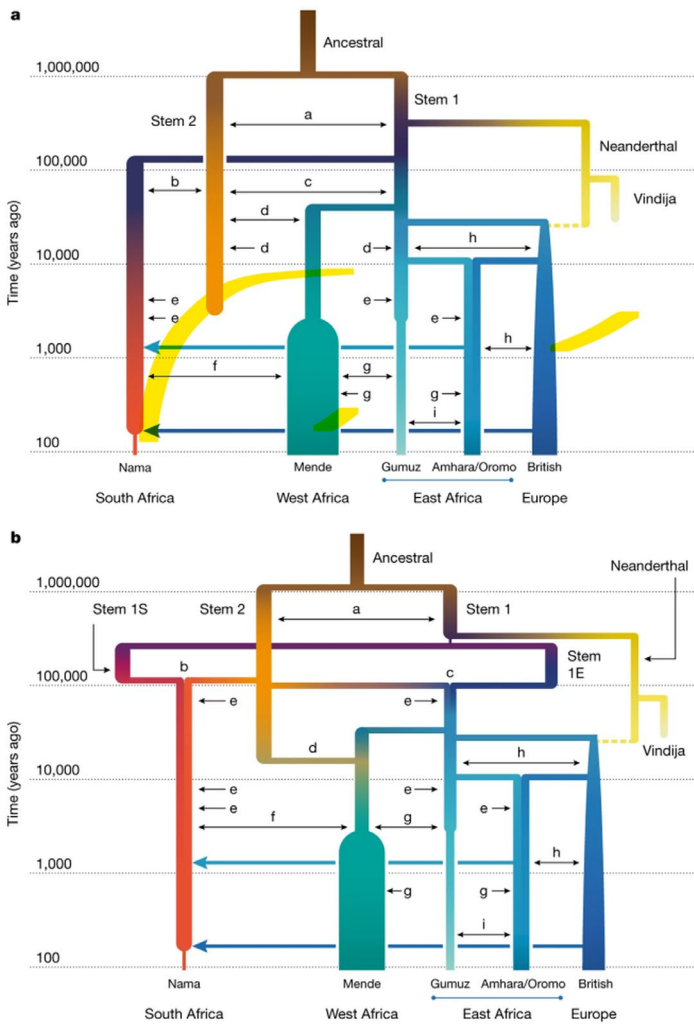 a
Ancestral
1,000,000
Stem 1
Stem 2
a
Neanderthal
100,000
b
c
Vindija
d
d
d
h
10,000
e
e
e
e
h
1,000
f
g
g
g
i
100
Time (years ago)
Nama
Mende
Gumuz
Amhara/Oromo
British
South Africa
West Africa
East Africa
Europe
b
Ancestral
Neanderthal
1,000,000
Stem 1S
Stem 2
a
Stem 1
Stem
1E
b
c
100,000
e
e
Vindija
d
h
10,000
e
e
e
e
f
g
h
1,000
g
g
i
100
Time (years ago)
Nama
Mende
Gumuz
Amhara/Oromo
British
South Africa
West Africa
East Africa
Europe